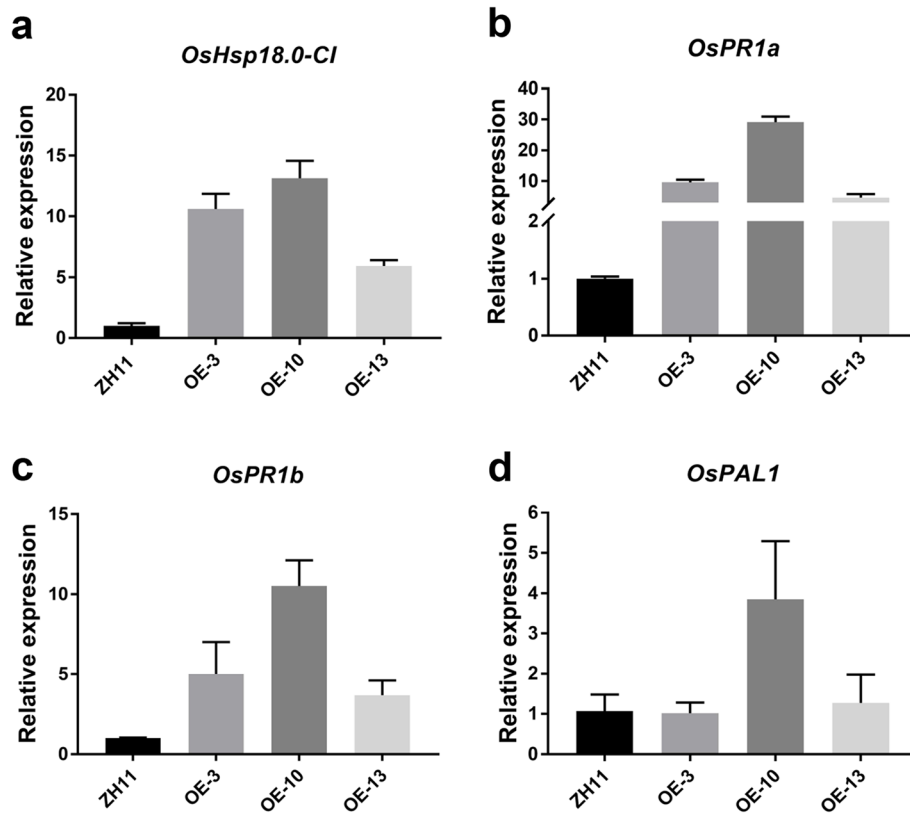 a
OsHsp18.0-CI
Relative expression
20
15
10
5
0
ZH11
OE-3
OE-10
OE-13
b
OsPR1a
Relative expression
40
30
20
10
2
1
0
ZH11
OE-3
OE-10
OE-13
c
OsPR1b
Relative expression
15
10
5
0
ZH11
OE-3
OE-10
OE-13
d
OsPAL1
Relative expression
6
5
4
3
2
1
0
ZH11
OE-3
OE-10
OE-13